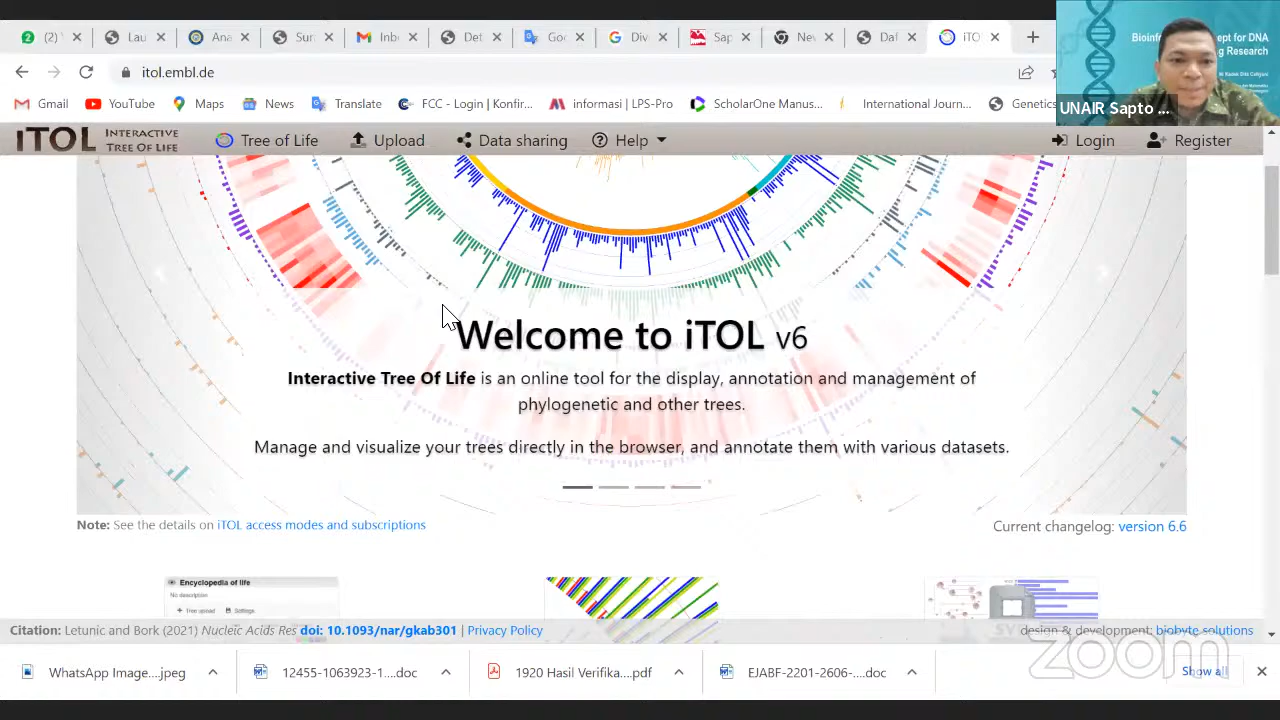 (2)
Lau
Ana
Sur
Inb
Det
Goo
Div
Sap
Nev
Daf
iTO
itol.embl.de
Gmail
YouTube
Maps
News
Translate
FCC - Login | Konfir...
informasi | LPS-Pro
ScholarOne Manus...
International Journ...
Genetics
UNAIR Sapto ...
iTOL INTERACTIVE
TREE OF LIFE
Tree of Life
Upload
Data sharing
Help
Login
Register
Welcome to iTOL v6
Interactive Tree Of Life is an online tool for the display, annotation and management of
phylogenetic and other trees.
Manage and visualize your trees directly in the browser, and annotate them with various datasets.
Note: See the details on iTOL access modes and subscriptions
Current changelog: version 6.6
Encyclopedia of life
No description
Tree upload
Settings
Citation: Letunic and Bork (2021) Nucleic Acids Res doi: 10.1093/nar/gkab301 | Privacy Policy
design & development: biobyte solutions
WhatsApp Image....jpeg
12455-1063923-1....doc
1920 Hasil Verifika....pdf
EJABF-2201-2606-....doc
Show all
zoom